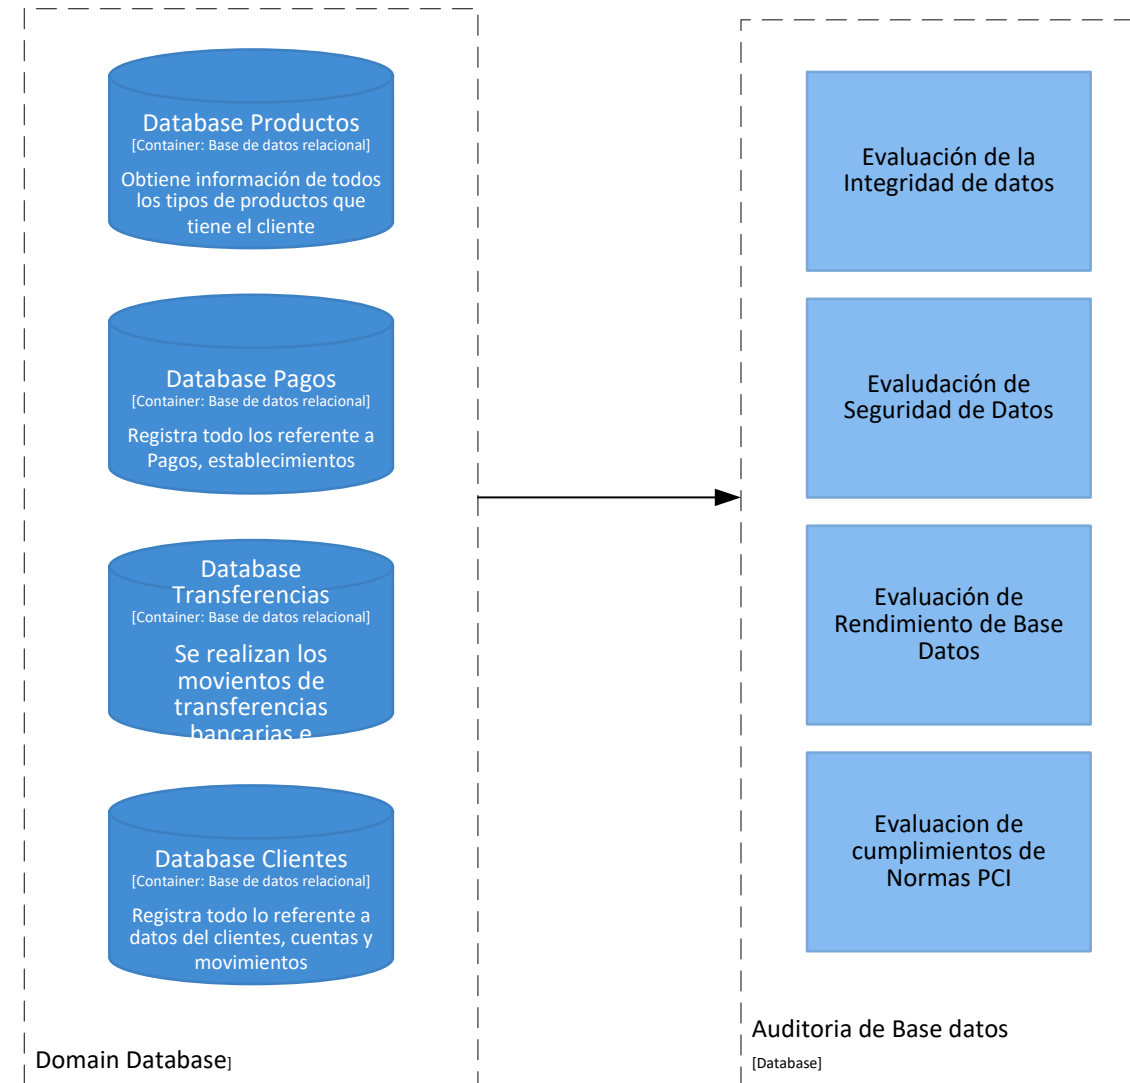 Database Productos
[Container: Base de datos relacional]
Obtiene información de todos
los tipos de productos que
tiene el cliente
Database Pagos
[Container: Base de datos relacional]
Registra todo los referente a
Pagos, establecimientos
Database
Transferencias
[Container: Base de datos relacional]
Se realizan los
movientos de
transferencias
bancarias e
Database Clientes
[Container: Base de datos relacional]
Registra todo lo referente a
datos del clientes, cuentas y
movimientos
Domain Database]
Evaluación de la
Integridad de datos
Evaludación de
Seguridad de Datos
Evaluación de
Rendimiento de Base
Datos
Evaluacion de
cumplimientos de
Normas PCI
Auditoria de Base datos
[Database]